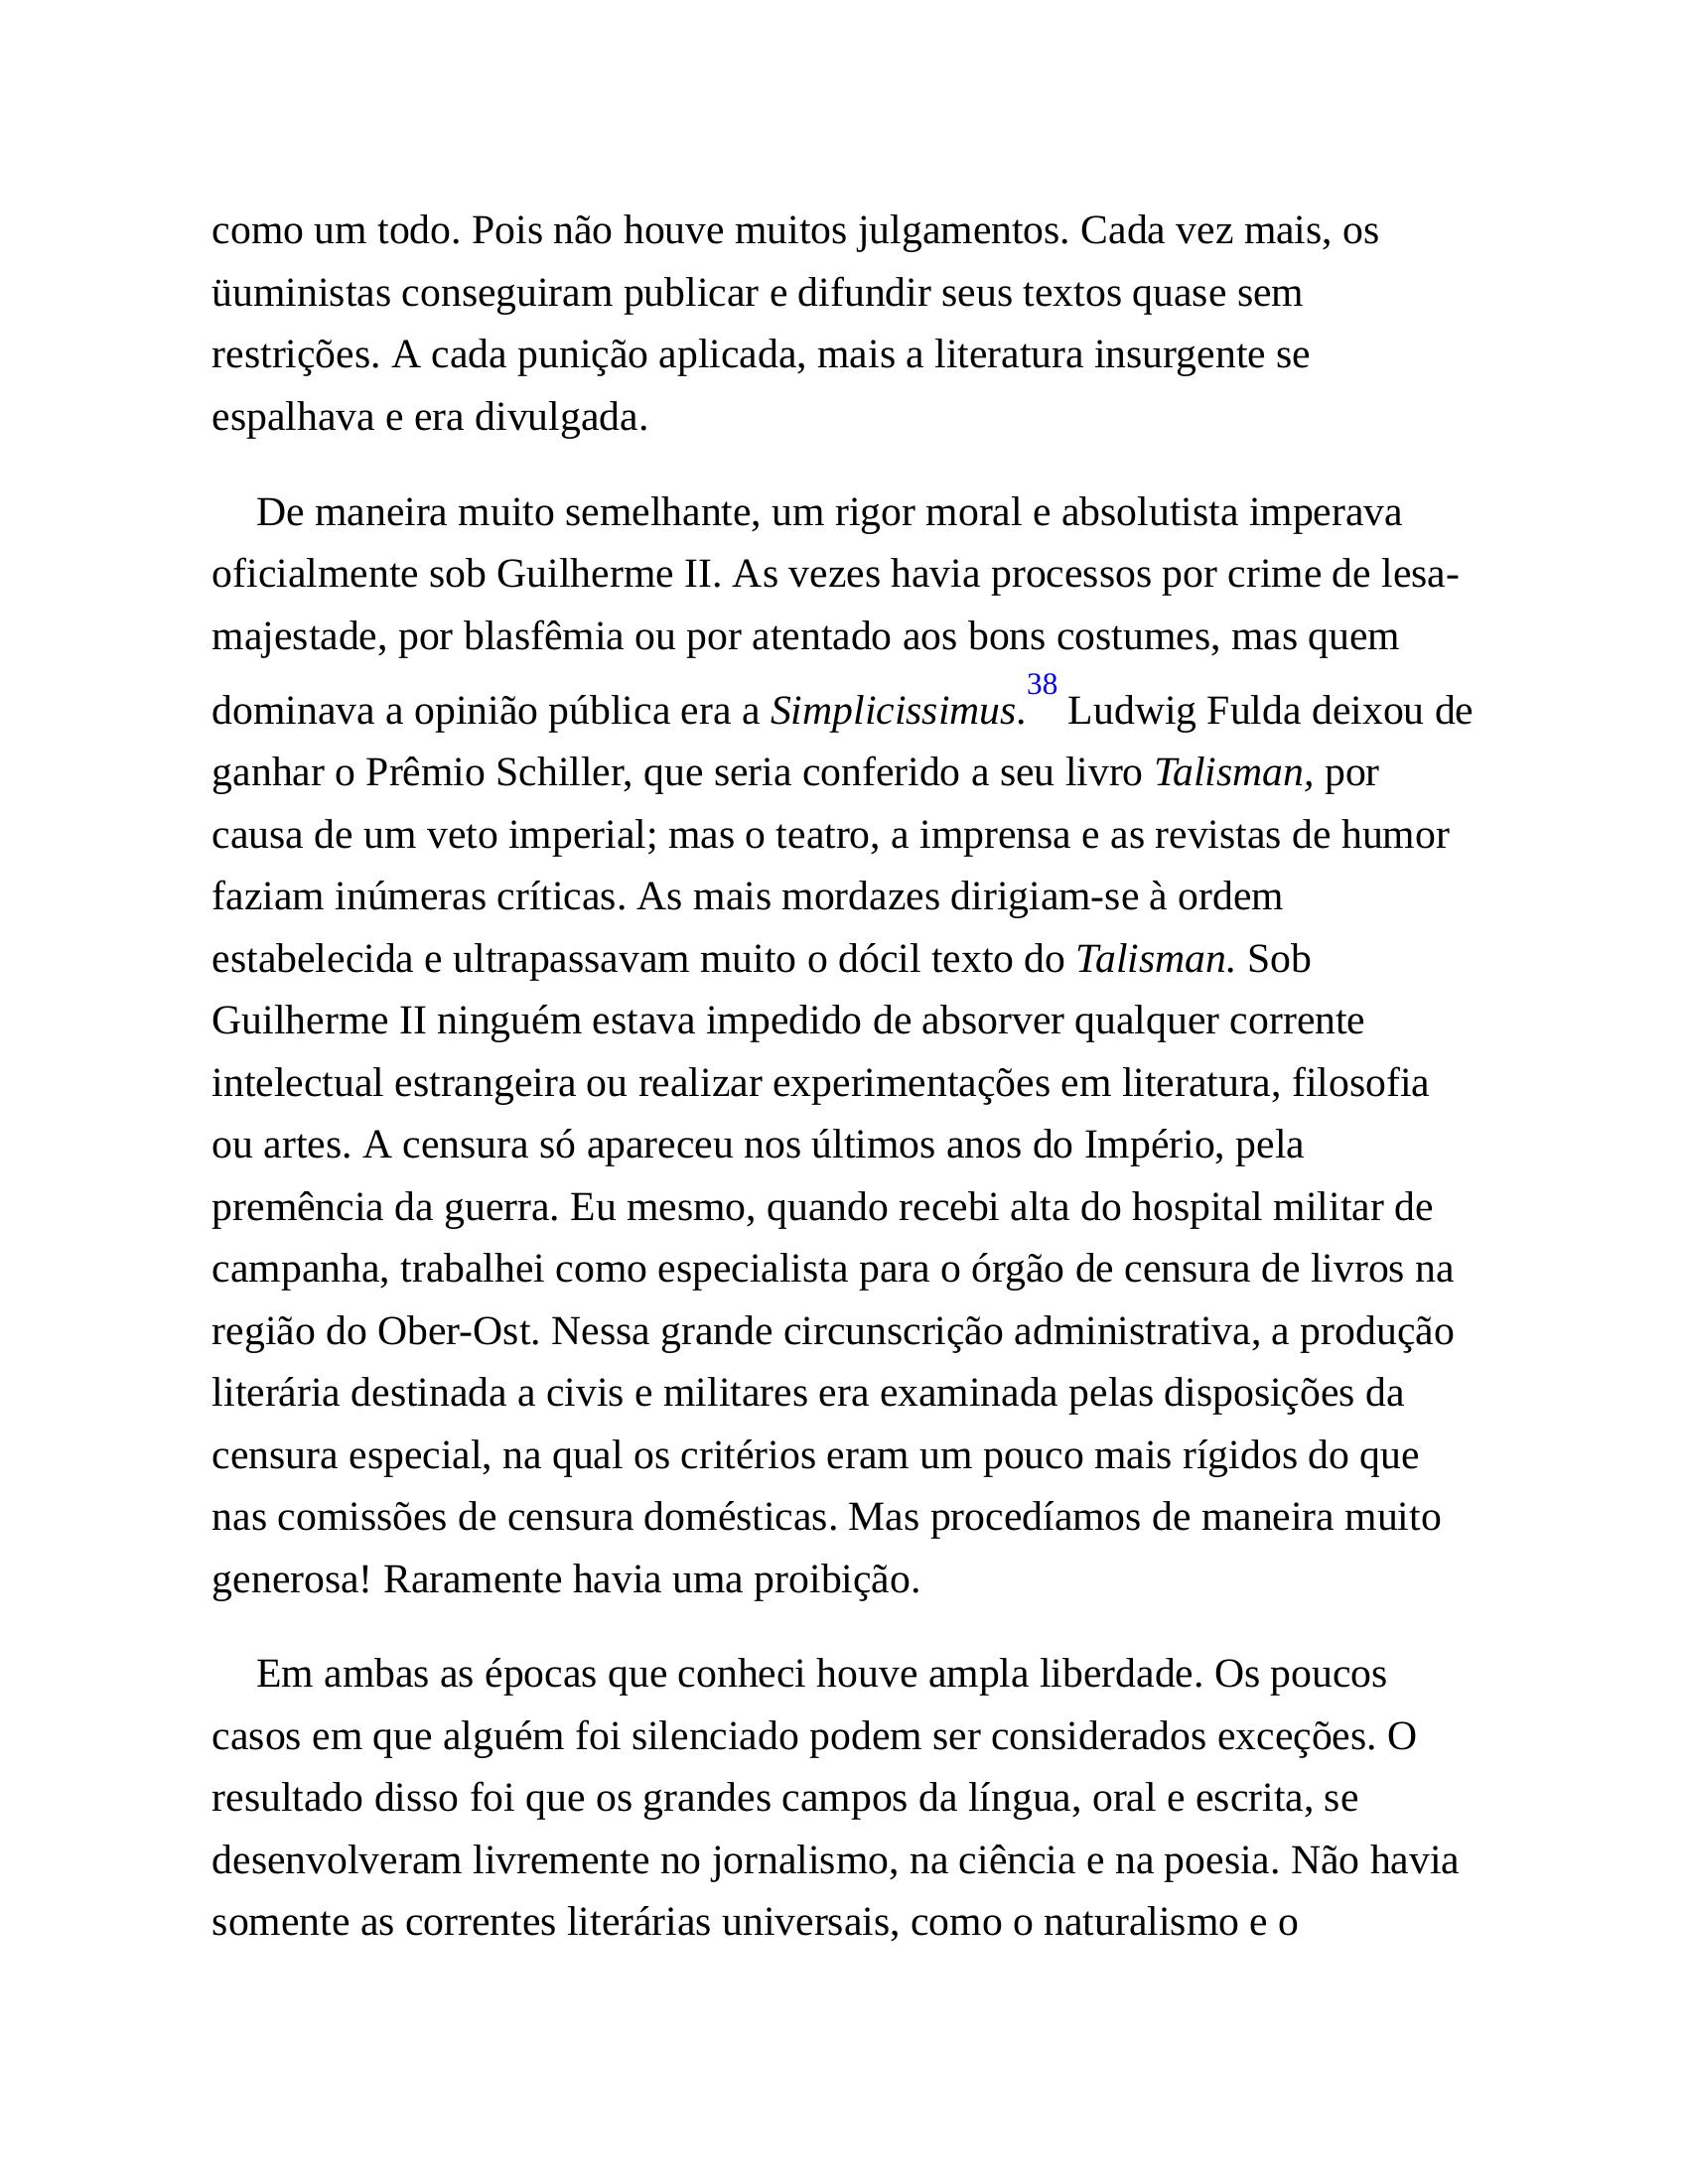 como um todo. Pois não houve muitos julgamentos. Cada vez mais, os
üuministas conseguiram publicar e difundir seus textos quase sem
restrições. A cada punição aplicada, mais a literatura insurgente se
espalhava e era divulgada.
De maneira muito semelhante, um rigor moral e absolutista imperava
oficialmente sob Guilherme II. As vezes havia processos por crime de lesa-
majestade, por blasfêmia ou por atentado aos bons costumes, mas quem
dominava a opinião pública era a Simplicissimus.38 Ludwig Fulda deixou de
ganhar o Prêmio Schiller, que seria conferido a seu livro Talisman, por
causa de um veto imperial; mas o teatro, a imprensa e as revistas de humor
faziam inúmeras críticas. As mais mordazes dirigiam-se à ordem
estabelecida e ultrapassavam muito o dócil texto do Talisman. Sob
Guilherme II ninguém estava impedido de absorver qualquer corrente
intelectual estrangeira ou realizar experimentações em literatura, filosofia
ou artes. A censura só apareceu nos últimos anos do Império, pela
premência da guerra. Eu mesmo, quando recebi alta do hospital militar de
campanha, trabalhei como especialista para o órgão de censura de livros na
região do Ober-Ost. Nessa grande circunscrição administrativa, a produção
literária destinada a civis e militares era examinada pelas disposições da
censura especial, na qual os critérios eram um pouco mais rígidos do que
nas comissões de censura domésticas. Mas procedíamos de maneira muito
generosa! Raramente havia uma proibição.
Em ambas as épocas que conheci houve ampla liberdade. Os poucos
casos em que alguém foi silenciado podem ser considerados exceções. O
resultado disso foi que os grandes campos da língua, oral e escrita, se
desenvolveram livremente no jornalismo, na ciência e na poesia. Não havia
somente as correntes literárias universais, como o naturalismo e o